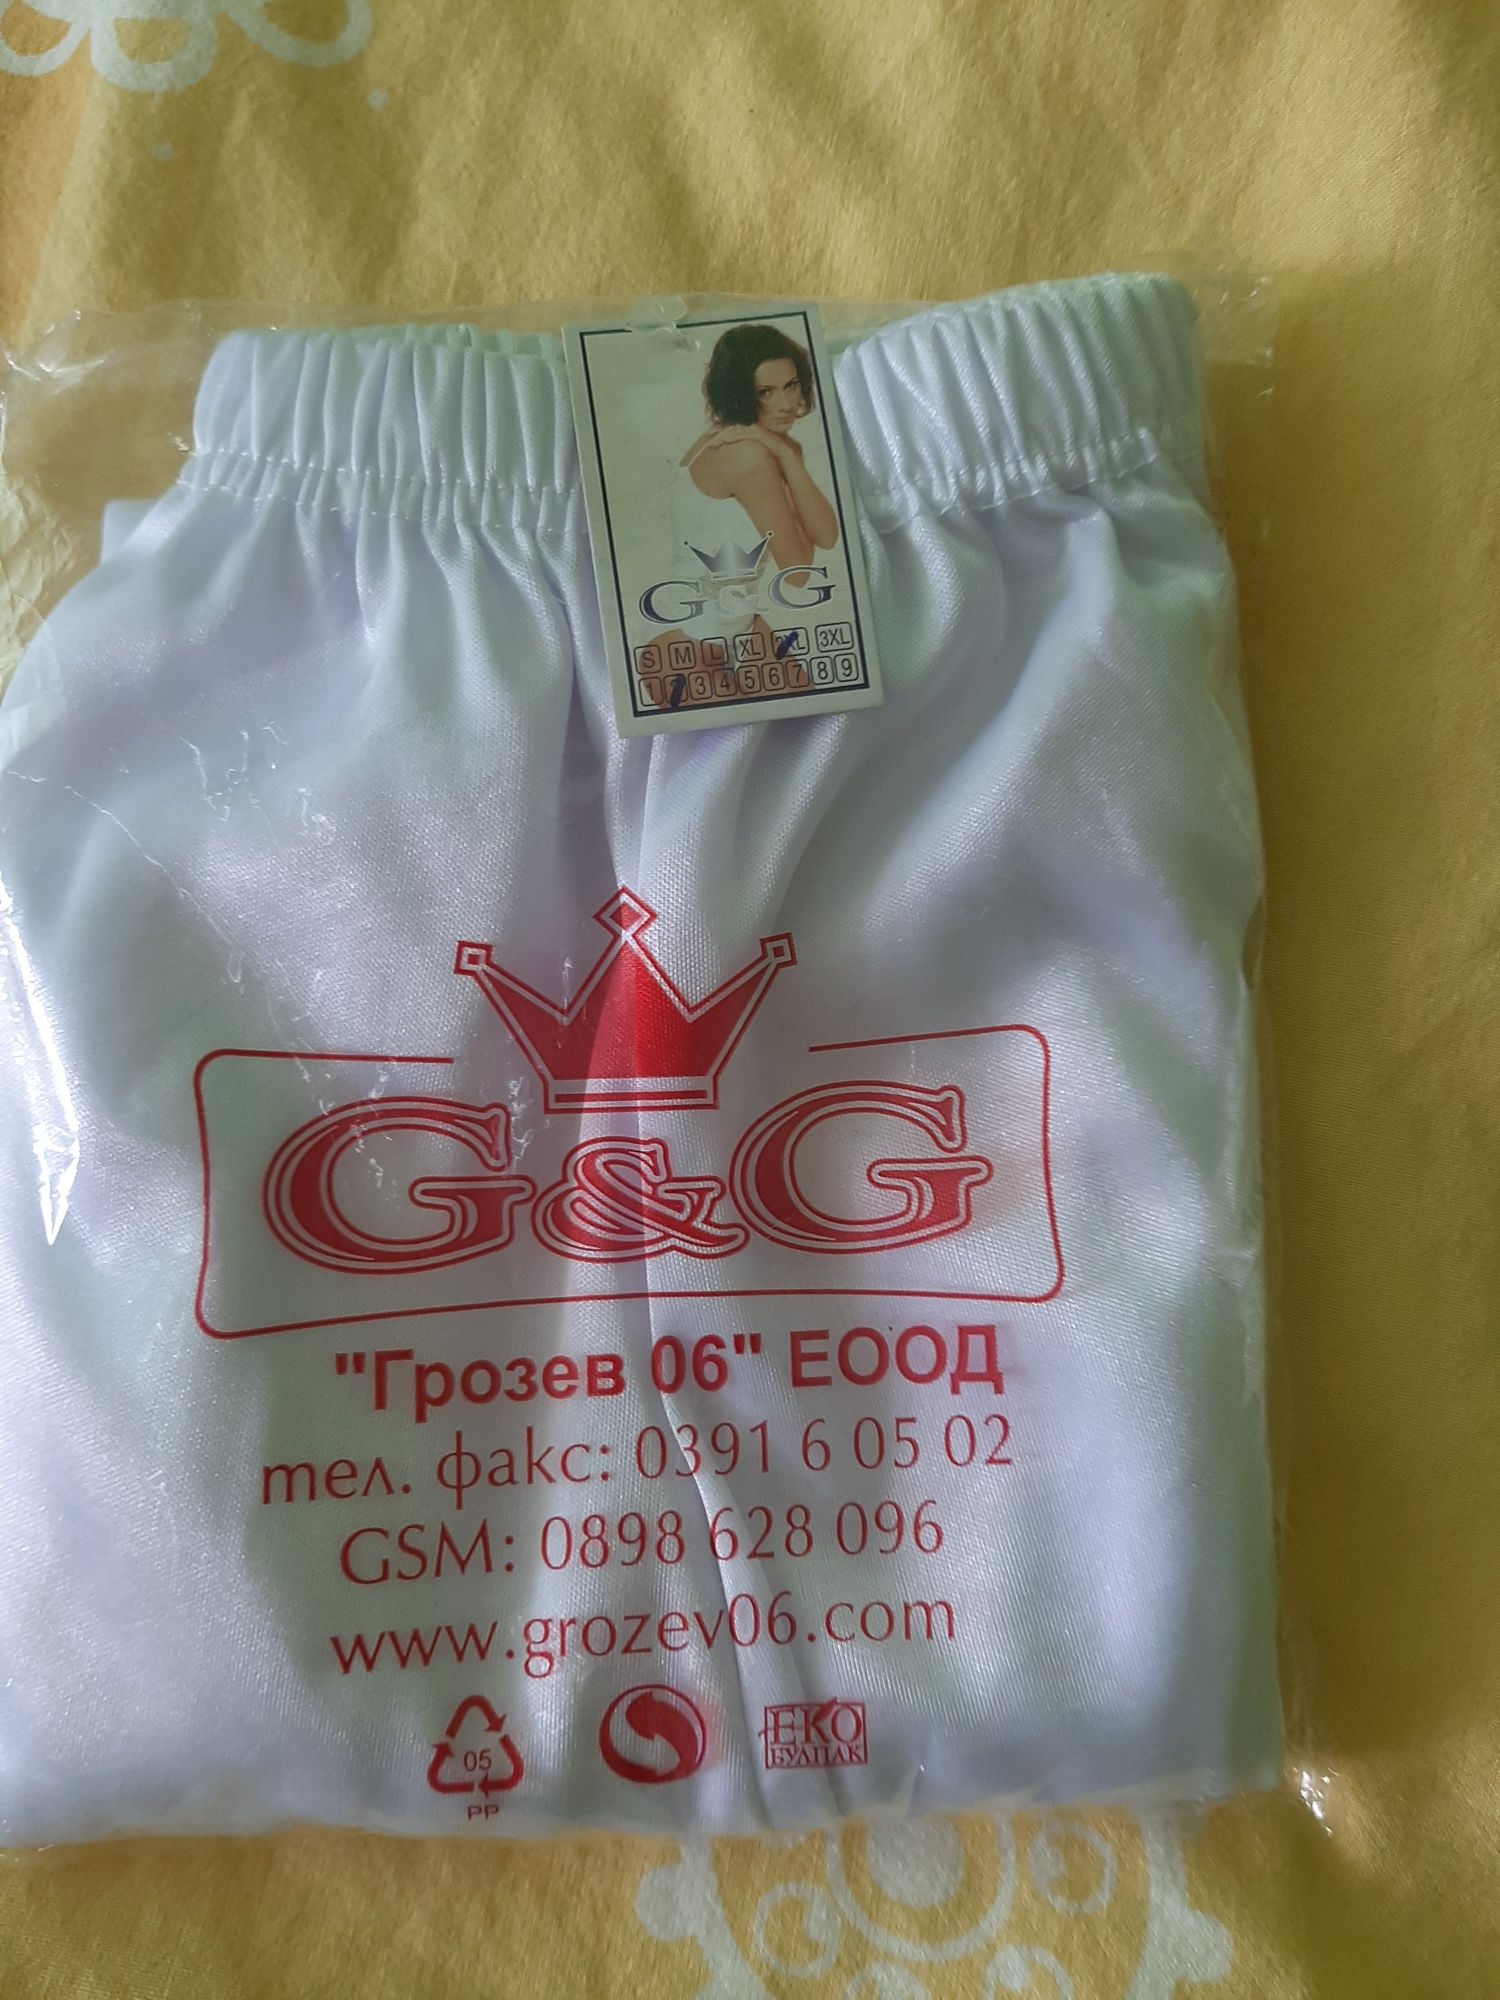 G&G
S M L XL 2XL 3XL
1 2 3 4 5 6 7 8 9
G&G
"Грозев 06" ЕООД
тел. факс: 0391 6 05 02
GSM: 0898 628 096
www.grozev06.com
05
PP
ЕКО
БУЛПАК